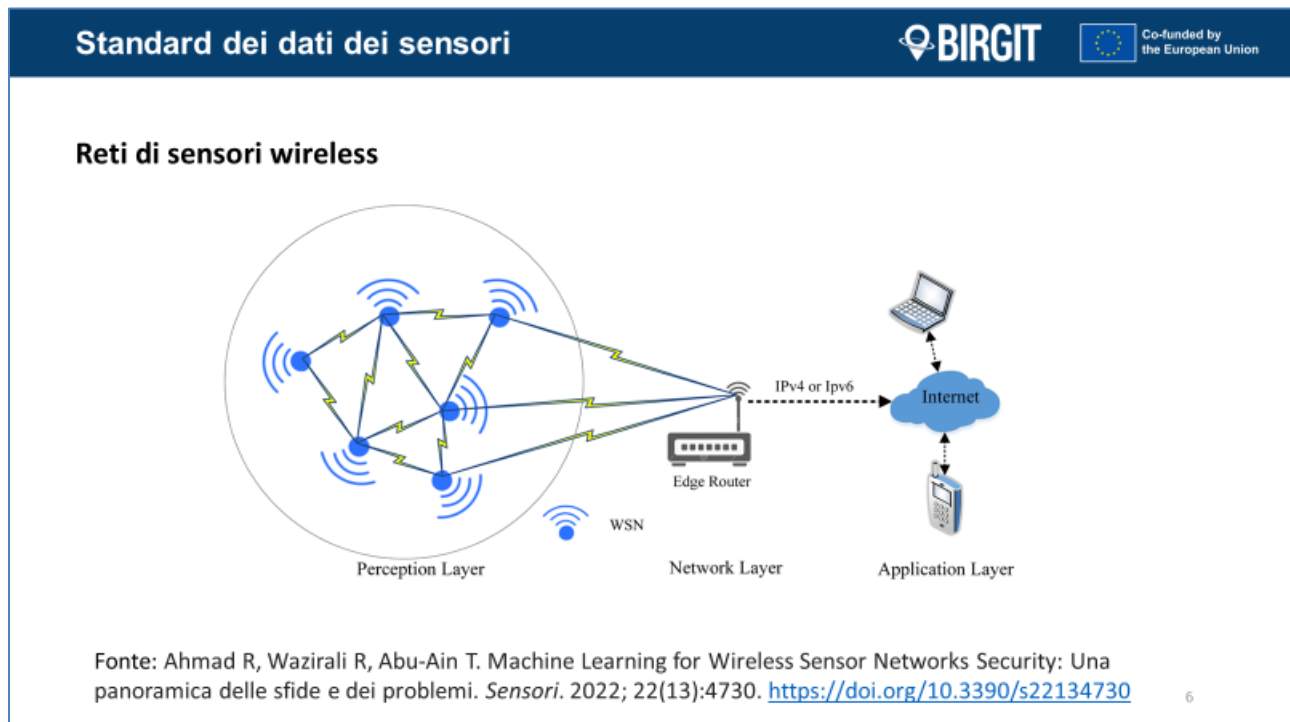 Standard dei dati dei sensori
BIRGIT
Co-funded by
the European Union
Reti di sensori wireless
IPv4 or Ipv6
Internet
Edge Router
WSN
Perception Layer
Network Layer
Application Layer
Fonte: Ahmad R, Wazirali R, Abu-Ain T. Machine Learning for Wireless Sensor Networks Security: Una
panoramica delle sfide e dei problemi. Sensori. 2022; 22(13):4730. https://doi.org/10.3390/s22134730
6